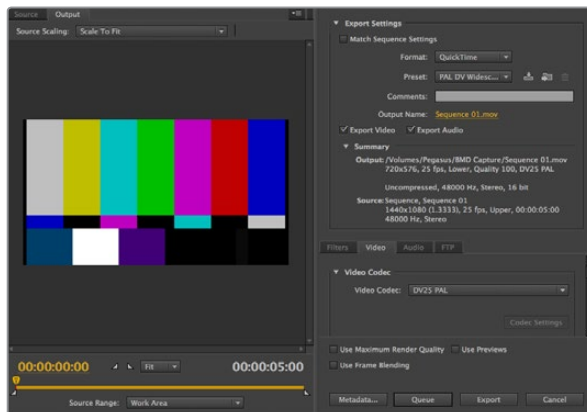 Source
Output
Source Scaling: Scale To Fit
00:00:00:00
Fit
00:00:05:00
Source Range: Work Area
Export Settings
Match Sequence Settings
Format: QuickTime
Preset: PAL DV Widesc...
Comments:
Output Name: Sequence 01.mov
Export Video
Export Audio
Summary
Output: /Volumes/Pegasus/BMD Capture/Sequence 01.mov
720x576, 25 fps, Lower, Quality 100, DV25 PAL
Uncompressed, 48000 Hz, Stereo, 16 bit
Source: Sequence, Sequence 01
1440x1080 (1.3333), 25 fps, Upper, 00:00:05:00
48000 Hz, Stereo
Filters
Video
Audio
FTP
Video Codec
Video Codec: DV25 PAL
Codec Settings
Use Maximum Render Quality
Use Previews
Use Frame Blending
Metadata...
Queue
Export
Cancel